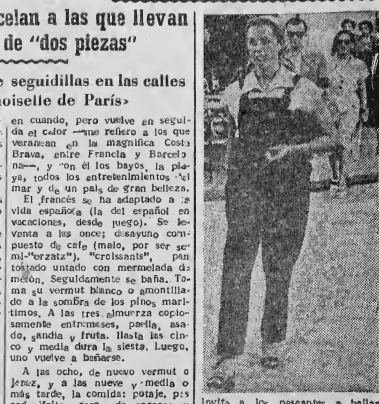 celan a las que llevan
de "dos piezas"
seguidillas en las calles
noiselle de París»
en cuando, pero vuelve en segui-
da el calor —me refiero a los que
veranean en la magnífica Costa
Brava, entre Francia y Barcelo
na—, y con él los bayos, la pla-
ya, todos los entretenimientos del
mar y de un país de gran belleza.
El francés se ha adaptado a la
vida española (la del español en
vacaciones, desde juego). Se le-
venta a las once; desayuno com-
puesto de cafe (malo, por ser se-
mi-"erzatz"), "croissants", pan
tostado untado con mermelada de
melón. Seguidamente se baña. To-
ma su vermut blanco o amontilla-
do a la sombra de los pinos marí-
timos. A las tres almuerza copio-
samente entremeses, paella, asa-
do, sandia y fruta. Hasta las cin-
co y media dura la siesta. Luego,
uno vuelve a bañarse.
A las ocho, de nuevo vermut o
jerez, y a las nueve y media o
más tarde, la comida: potaje, pes
invita a los paseantes a bailar